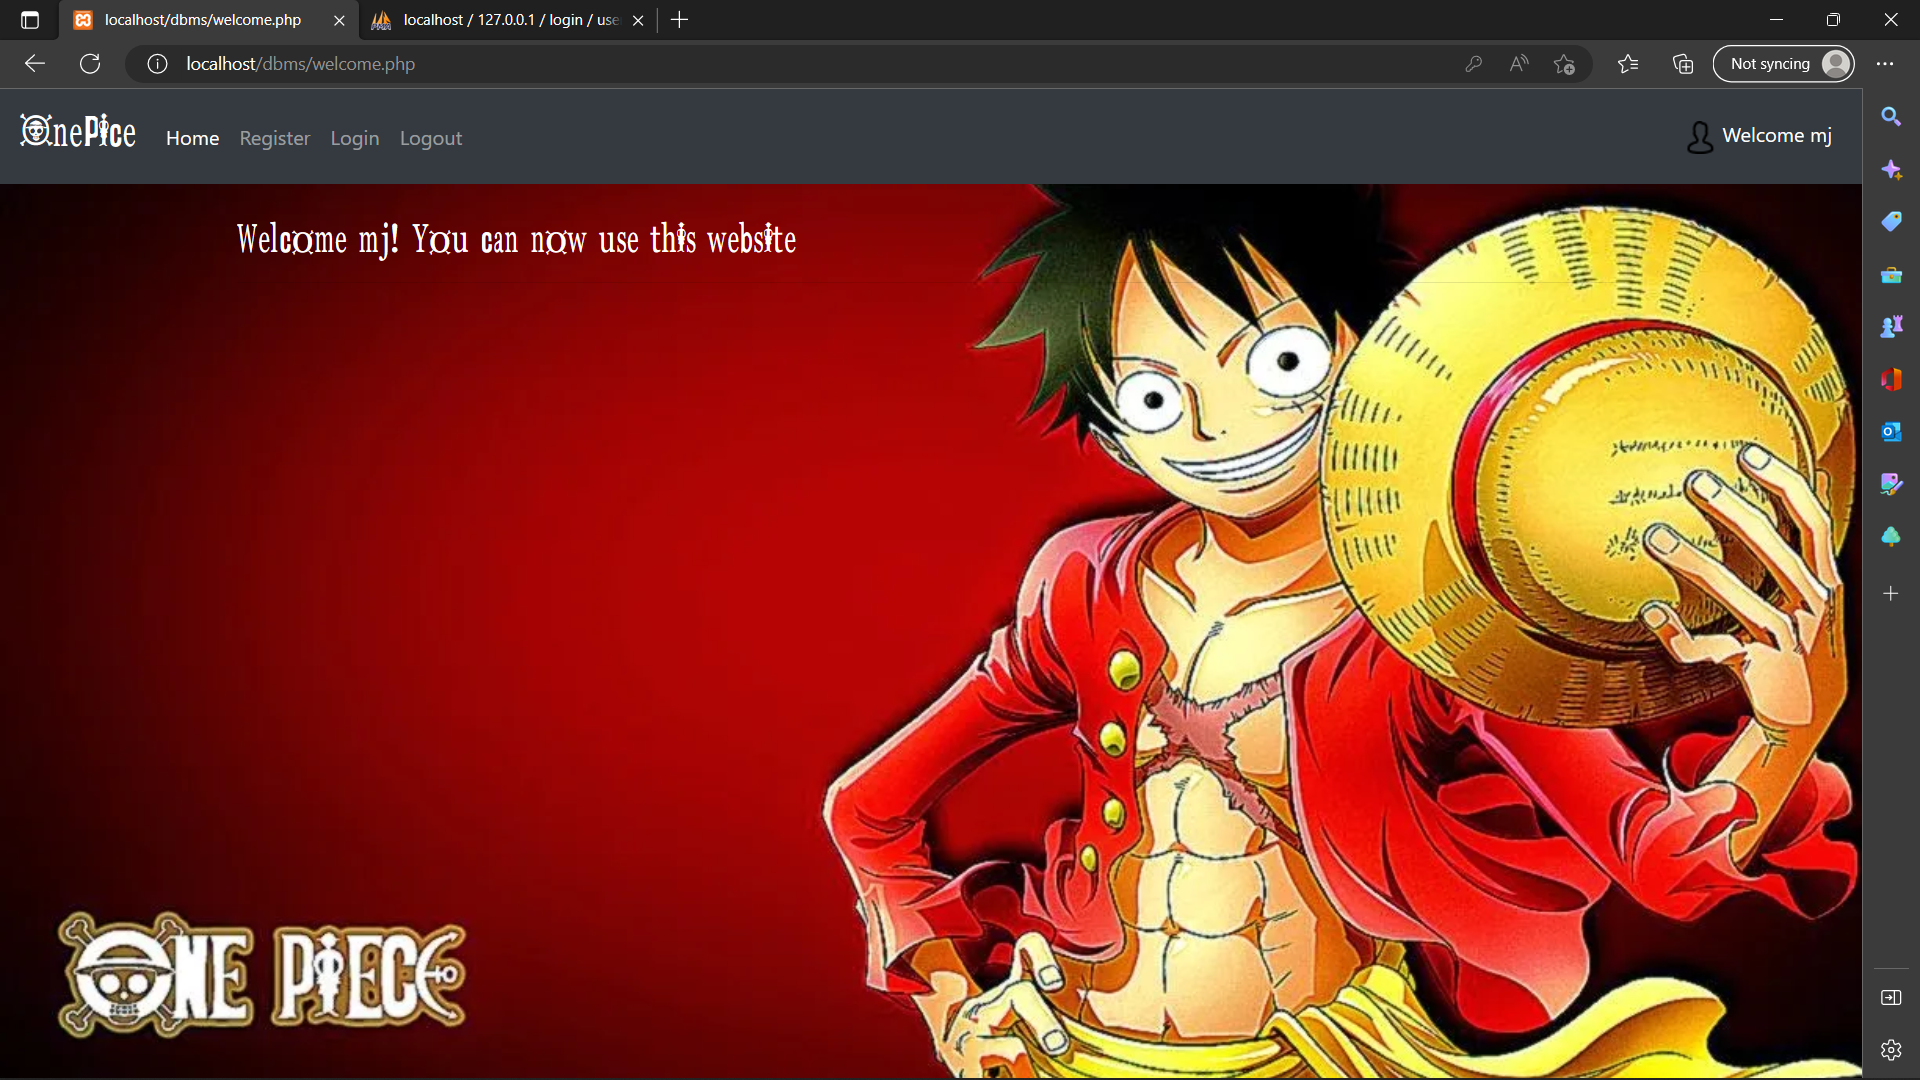 localhost/dbms/welcome.php
localhost / 127.0.0.1 / login / use
localhost/dbms/welcome.php
Not syncing
OnePice
Home Register Login Logout
Welcome mj
Welcome mj! You can now use this website
ONE PIECE